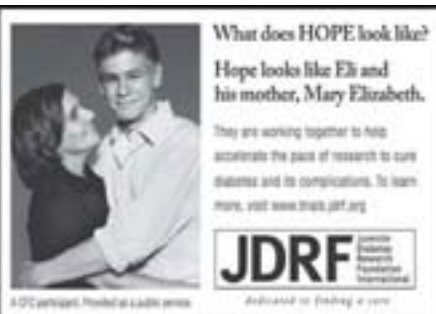 What does HOPE look like?
Hope looks like Eli and
his mother, Mary Elizabeth.
They are working together to help
accelerate the pace of research to cure
diabetes and its complications. To learn
more, visit www.trials.jdrf.org
JDRF
Juvenile
Diabetes
Research
Foundation
International
dedicated to finding a cure
A CFC participant. Provided as a public service.